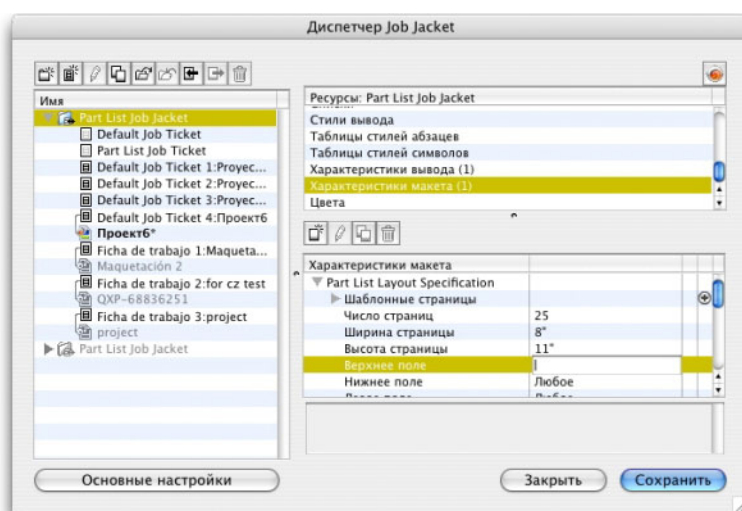 Диспетчер Job Jacket
Имя
Part List Job Jacket
Default Job Ticket
Part List Job Ticket
Default Job Ticket 1:Proyec...
Default Job Ticket 2:Proyec...
Default Job Ticket 3:Proyec...
Default Job Ticket 4:Проект6
Проект6*
Ficha de trabajo 1:Maqueta...
Maquetación 2
Ficha de trabajo 2:for cz test
QXP-68836251
Ficha de trabajo 3:project
project
Part List Job Jacket
Основные настройки
Ресурсы: Part List Job Jacket
Стили вывода
Таблицы стилей абзацев
Таблицы стилей символов
Характеристики вывода (1)
Характеристики макета (1)
Цвета
Характеристики макета
Part List Layout Specification
Шаблонные страницы
Число страниц 25
Ширина страницы 8"
Высота страницы 11"
Верхнее поле
Нижнее поле Любое
Закрыть Сохранить